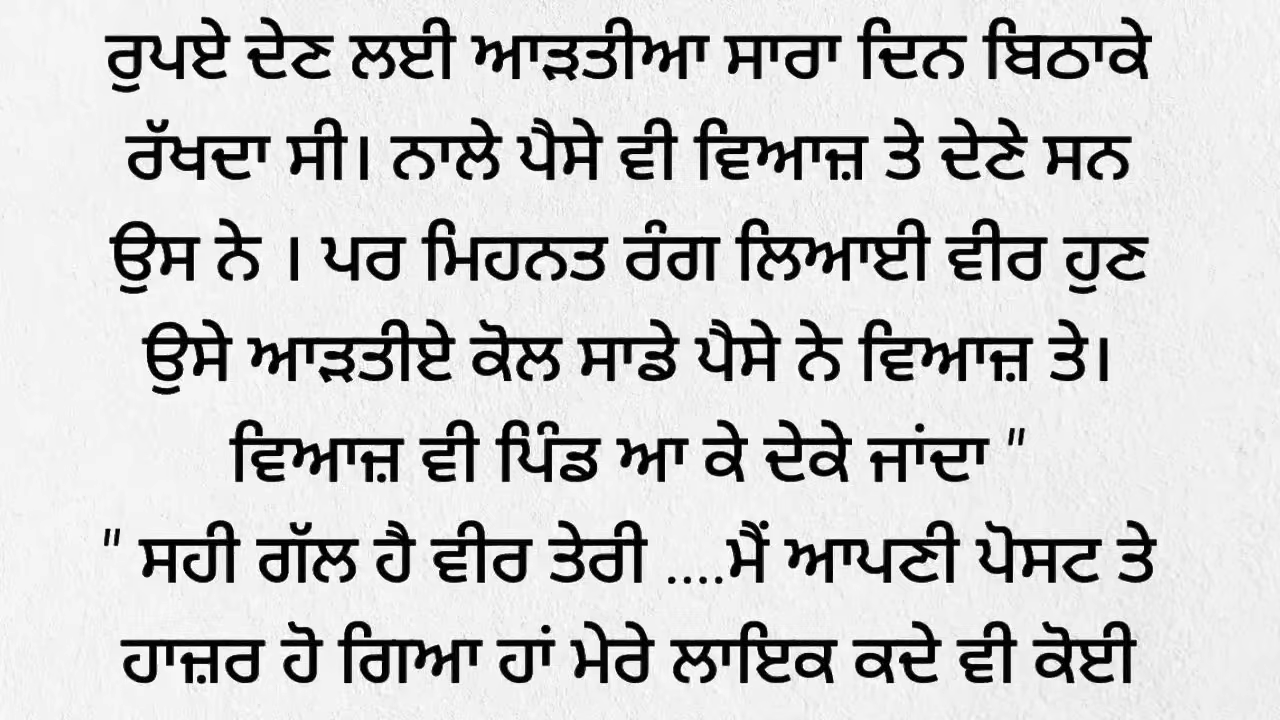 ਰੁਪਏ ਦੇਣ ਲਈ ਆੜਤੀਆ ਸਾਰਾ ਦਿਨ ਬਿਠਾਕੇ
ਰੱਖਦਾ ਸੀ। ਨਾਲੇ ਪੈਸੇ ਵੀ ਵਿਆਜ਼ ਤੇ ਦੇਣੇ ਸਨ
ਉਸ ਨੇ । ਪਰ ਮਿਹਨਤ ਰੰਗ ਲਿਆਈ ਵੀਰ ਹੁਣ
ਉਸੇ ਆੜਤੀਏ ਕੋਲ ਸਾਡੇ ਪੈਸੇ ਨੇ ਵਿਆਜ਼ ਤੇ।
ਵਿਆਜ਼ ਵੀ ਪਿੰਡ ਆ ਕੇ ਦੇਕੇ ਜਾਂਦਾ "
" ਸਹੀ ਗੱਲ ਹੈ ਵੀਰ ਤੇਰੀ ....ਮੈਂ ਆਪਣੀ ਪੋਸਟ ਤੇ
ਹਾਜ਼ਰ ਹੋ ਗਿਆ ਹਾਂ ਮੇਰੇ ਲਾਇਕ ਕਦੇ ਵੀ ਕੋਈ